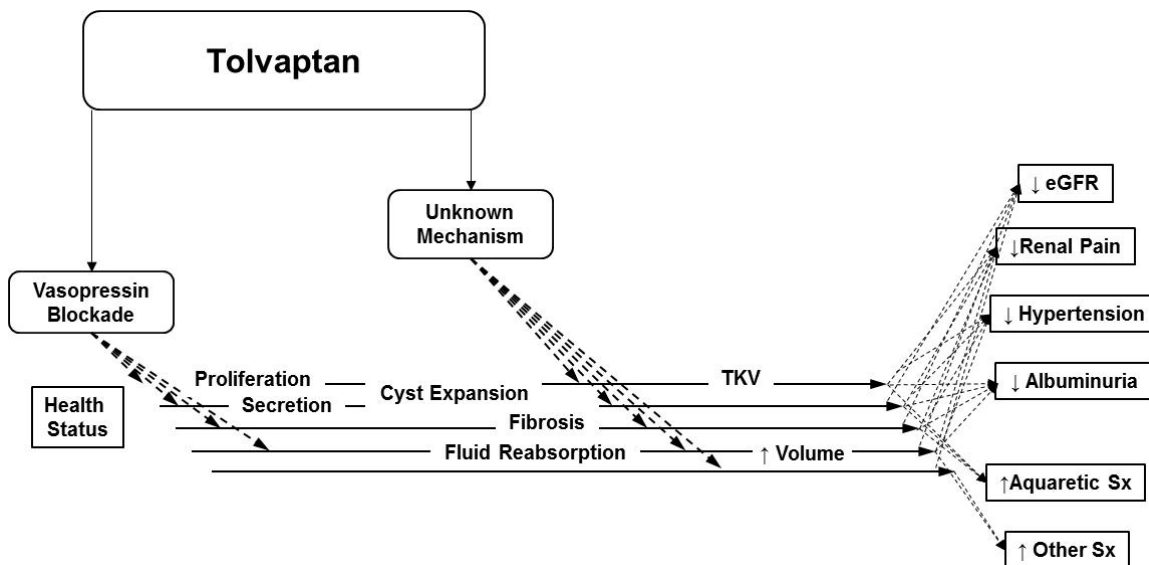 Tolvaptan
Unknown
Mechanism
Vasopressin
Blockade
Health
Status
Proliferation
Cyst Expansion
TKV
Secretion
Fibrosis
Fluid Reabsorption
↑ Volume
↓ eGFR
↓Renal Pain
↓ Hypertension
↓ Albuminuria
↑Aquaretic Sx
↑ Other Sx